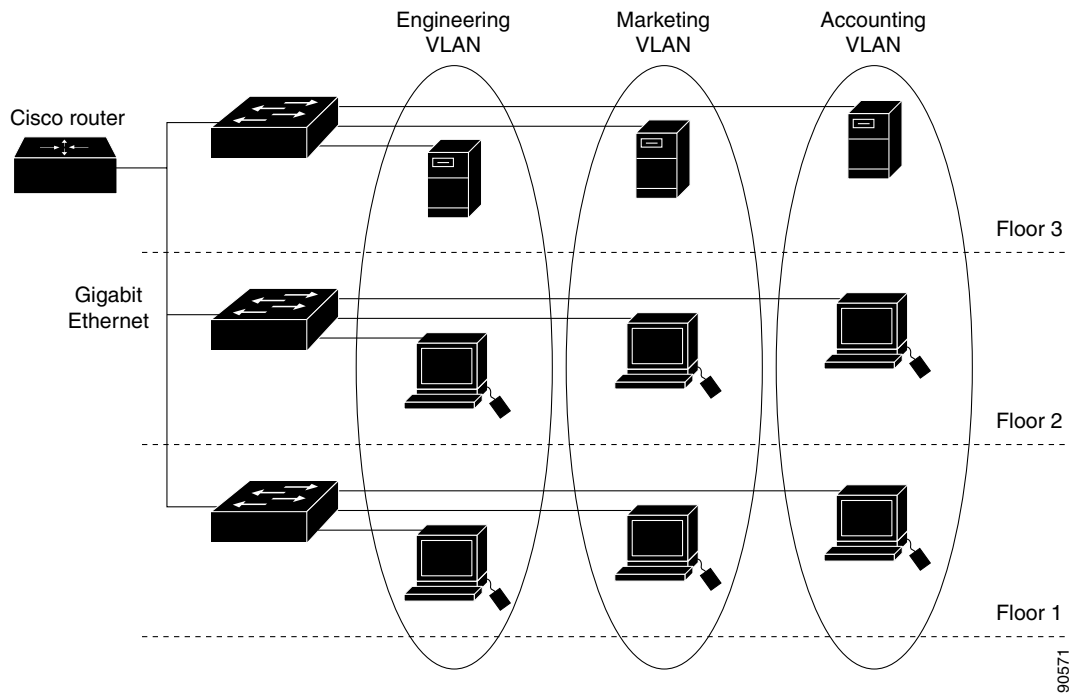 Engineering
VLAN
Marketing
VLAN
Accounting
VLAN
Cisco router
Floor 3
Gigabit
Ethernet
Floor 2
Floor 1
90571